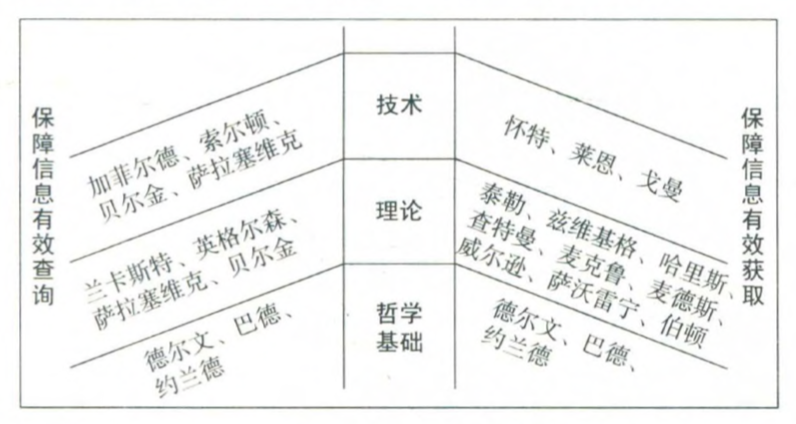 保障信息有效查询
加菲尔德、索尔顿、
贝尔金、萨拉塞维克
兰卡斯特、英格尔森、
萨拉塞维克、贝尔金
德尔文、巴德、
约兰德
技术
理论
哲学
基础
怀特、莱恩、戈曼
泰勒、兹维基格、哈里斯、
查特曼、麦克鲁、麦德斯、
威尔逊、萨沃雷宁、伯顿
德尔文、巴德、
约兰德
保障信息有效获取